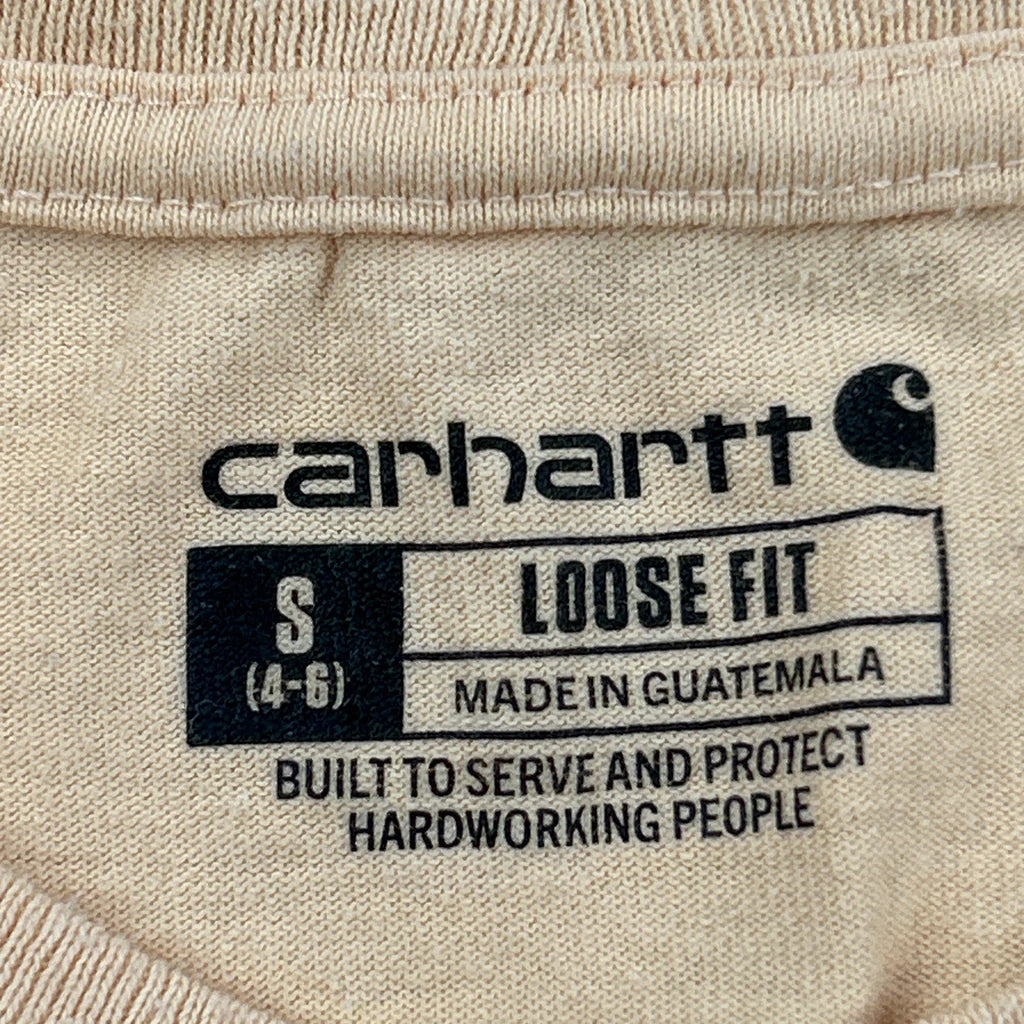 carhartt
S
(4-6)
LOOSE FIT
MADE IN GUATEMALA
BUILT TO SERVE AND PROTECT
HARDWORKING PEOPLE